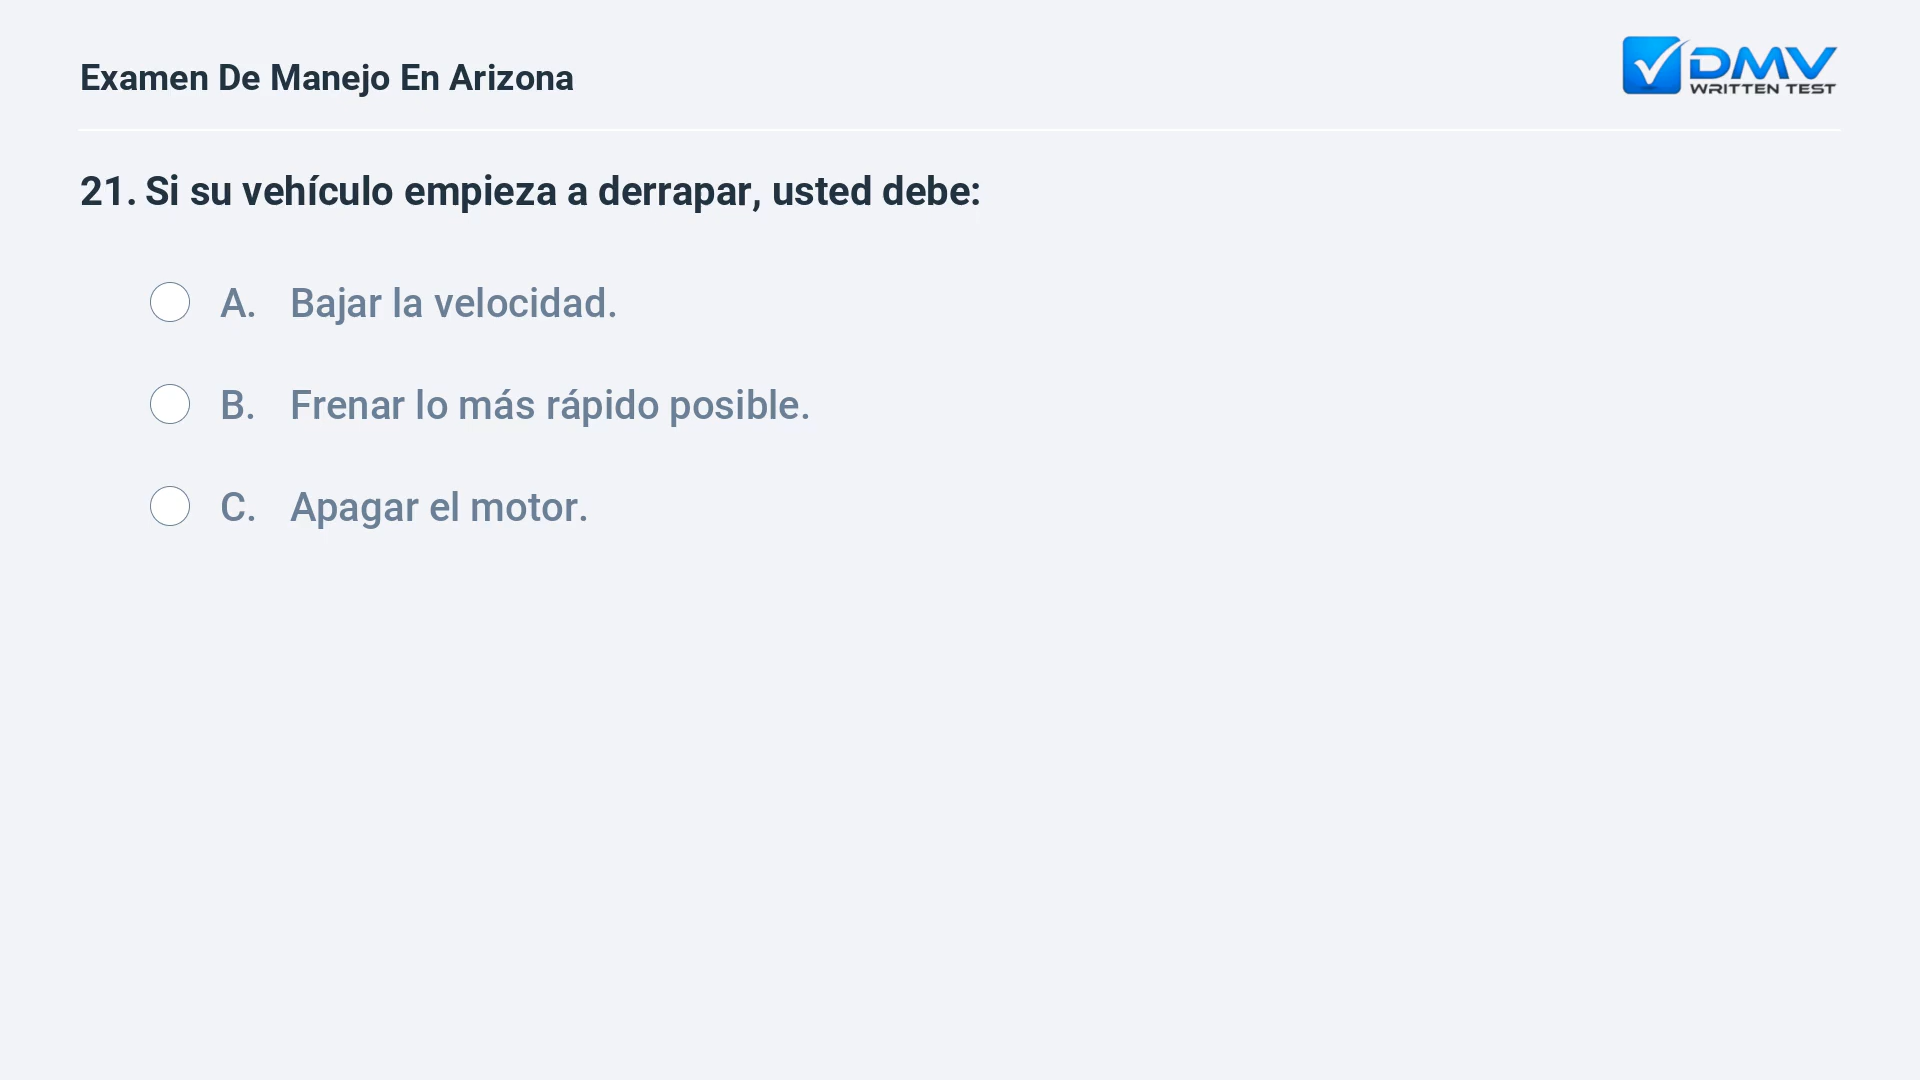 Examen De Manejo En Arizona
DMV
WRITTEN TEST
21. Si su vehículo empieza a derrapar, usted debe:
A. Bajar la velocidad.
B. Frenar lo más rápido posible.
C. Apagar el motor.